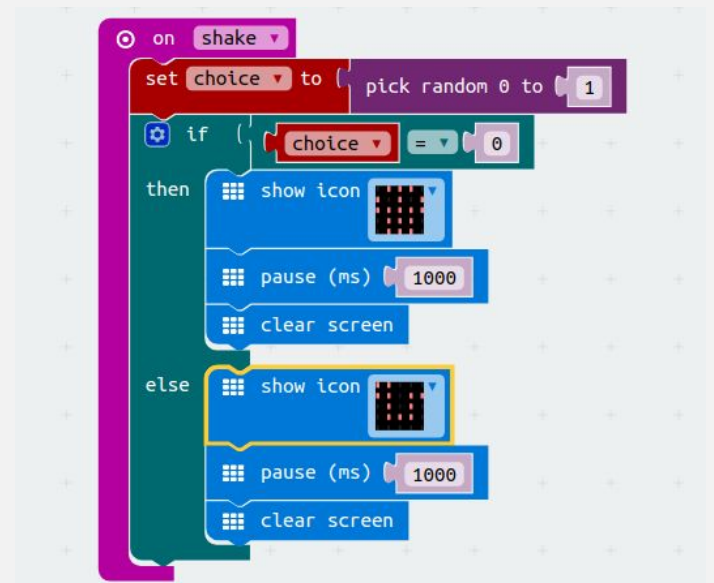 on shake
set choice to pick random 0 to 1
if choice = 0
then show icon
pause (ms) 1000
clear screen
else show icon
pause (ms) 1000
clear screen